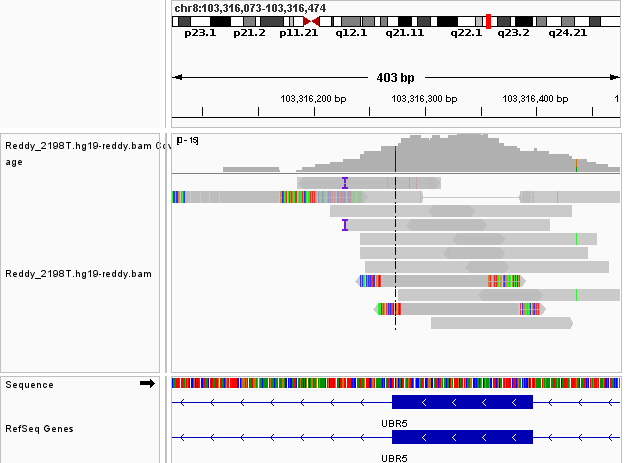 chr8:103,316,073-103,316,474
p23.1 p21.2 p11.21 q12.1 q21.11 q22.1 q23.2 q24.21
403 bp
103,316,200 bp 103,316,300 bp 103,316,400 bp 1
Reddy_2198T.hg19-reddy.bam Cov
age
[0 - 19]
Reddy_2198T.hg19-reddy.bam
Sequence
UBR5
RefSeq Genes
UBR5